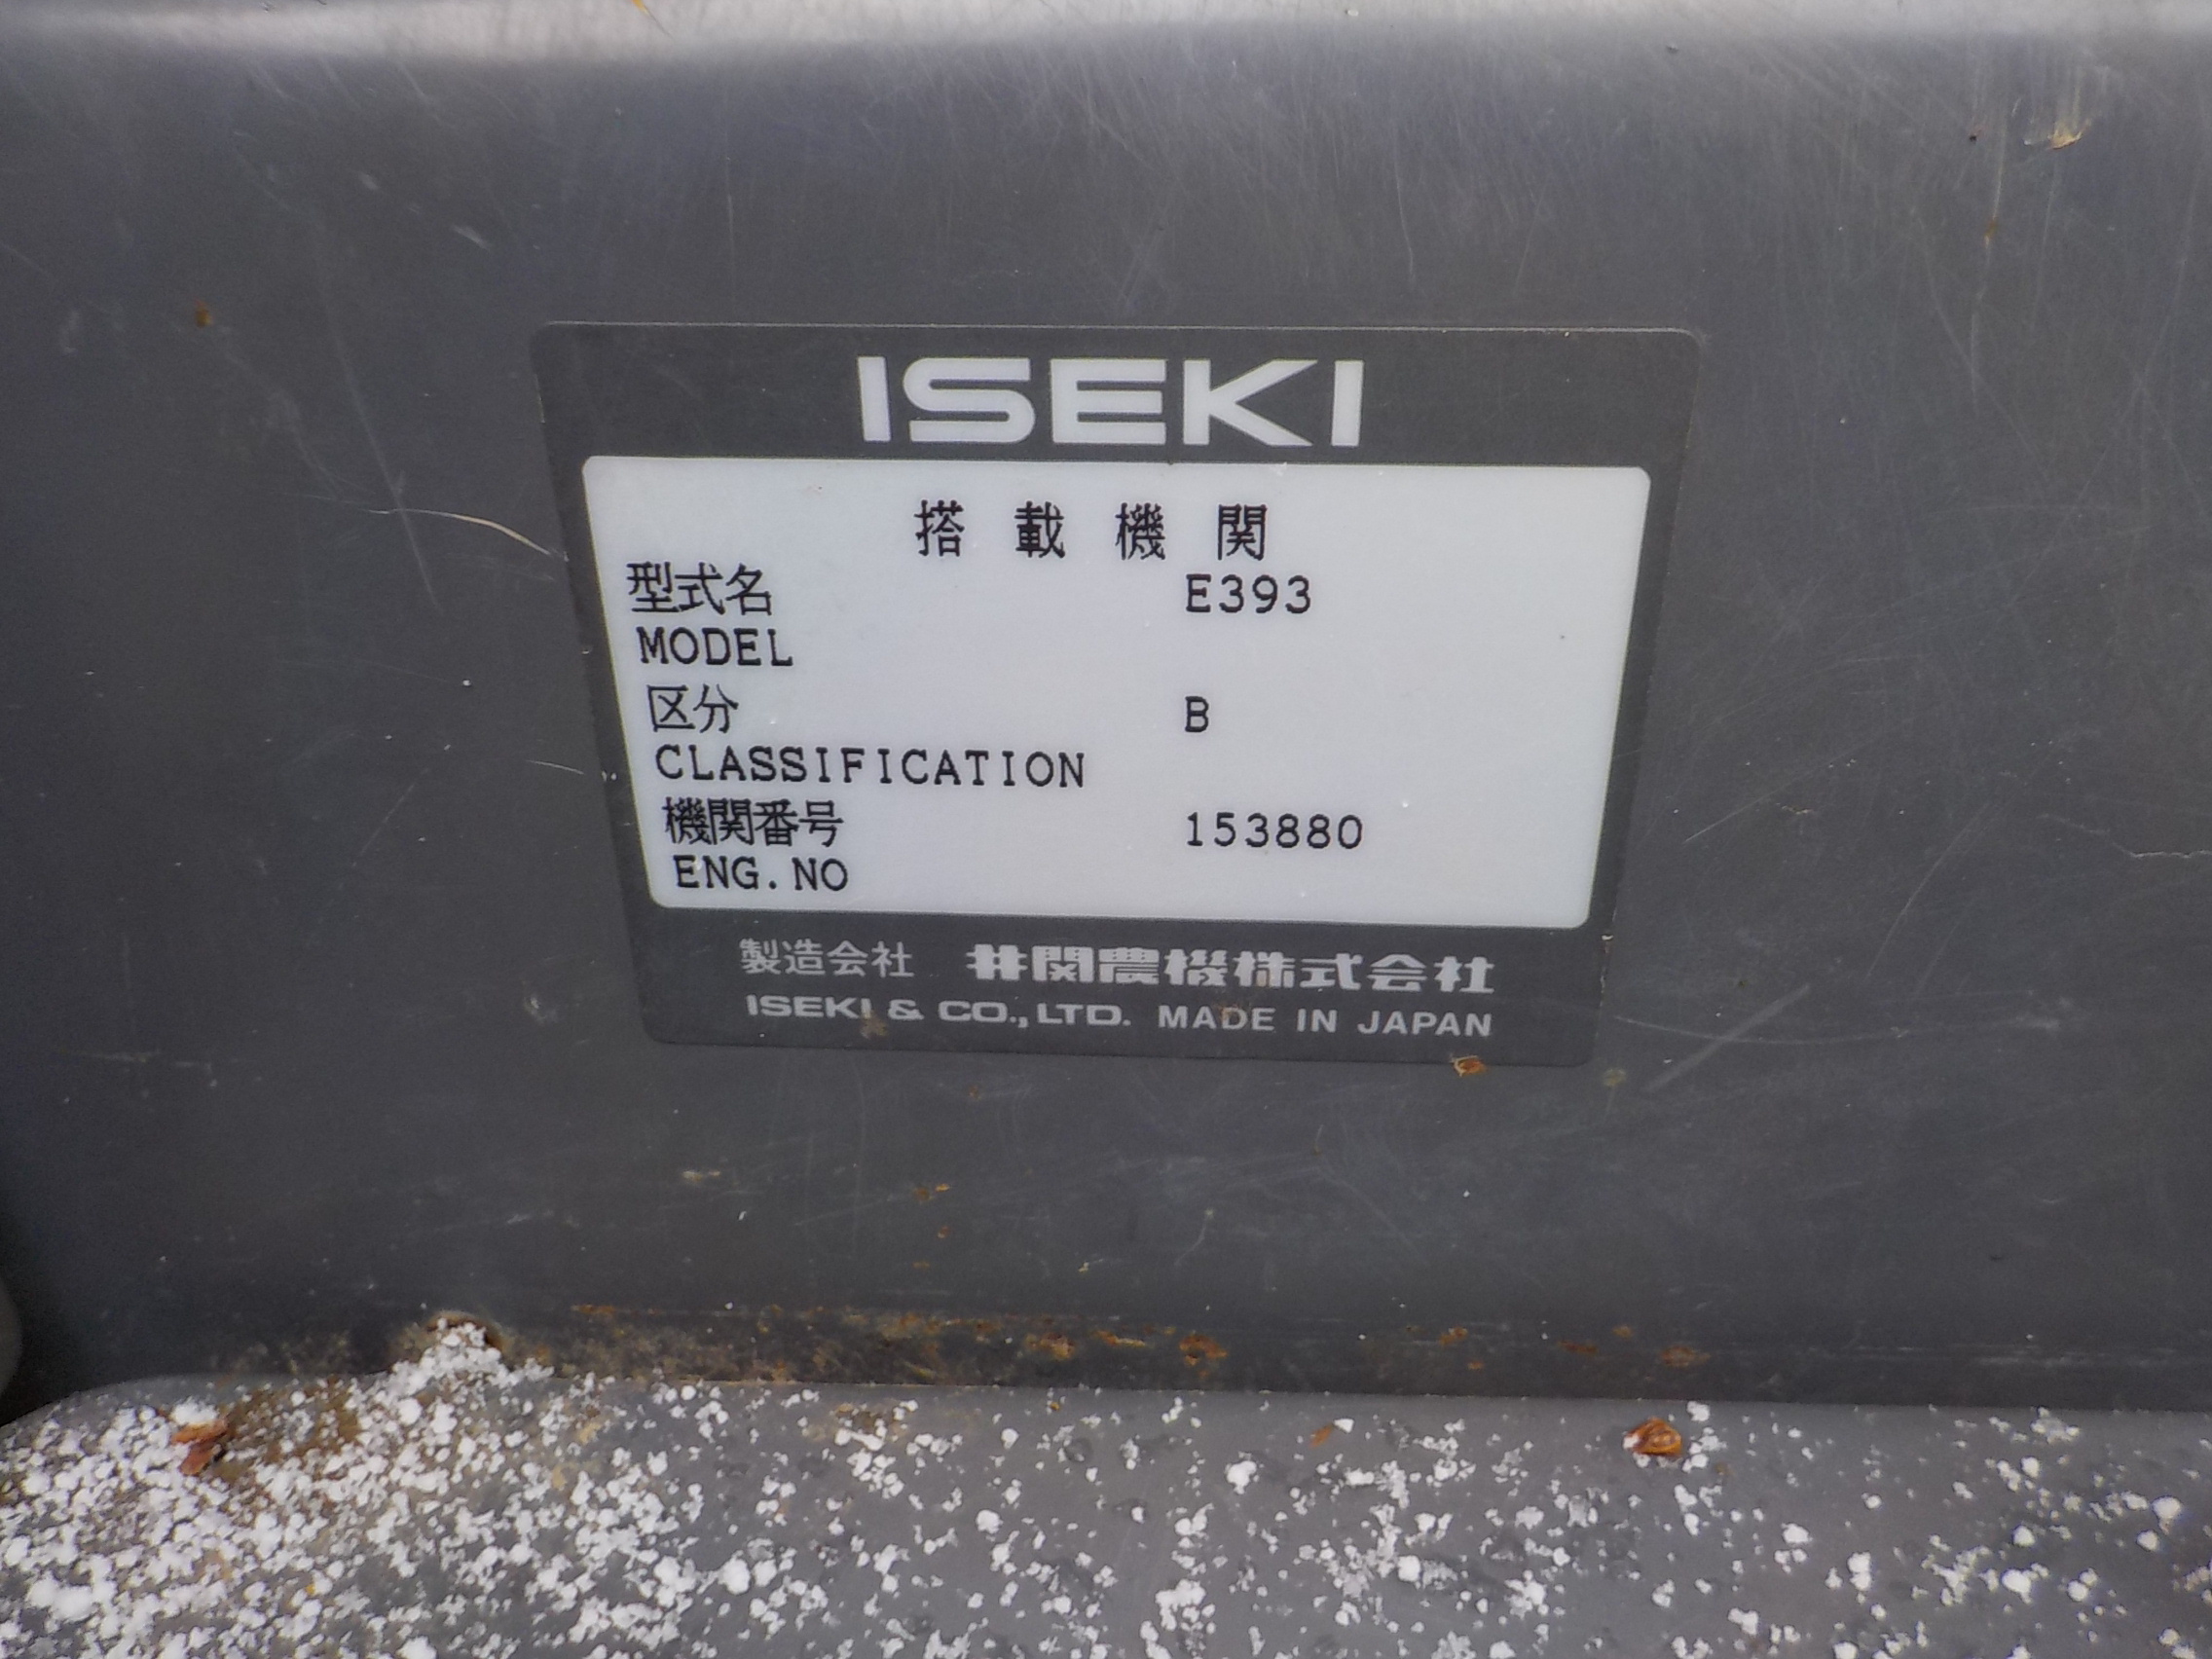 ISEKI
搭載機関
型式名 E393
MODEL
区分 B
CLASSIFICATION
機関番号 153880
ENG.NO
製造会社 井関農機株式会社
ISEKI & CO., LTD. MADE IN JAPAN